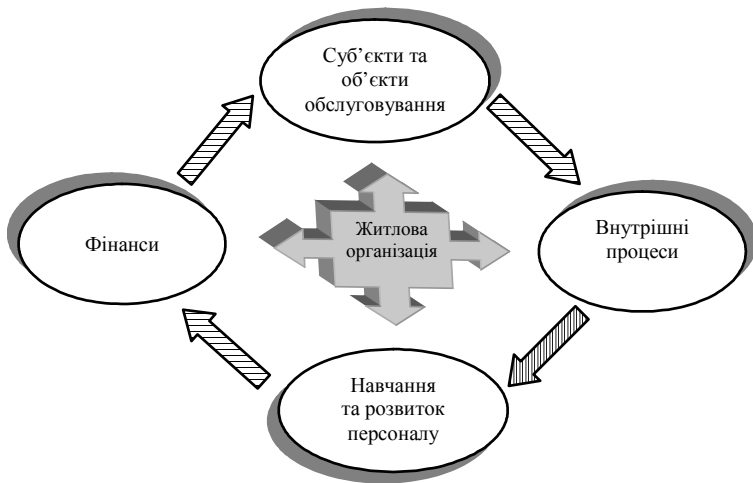 Суб’єкти та
об’єкти
обслуговування
Фінанси
Житлова
організація
Внутрішні
процеси
Навчання
та розвиток
персоналу